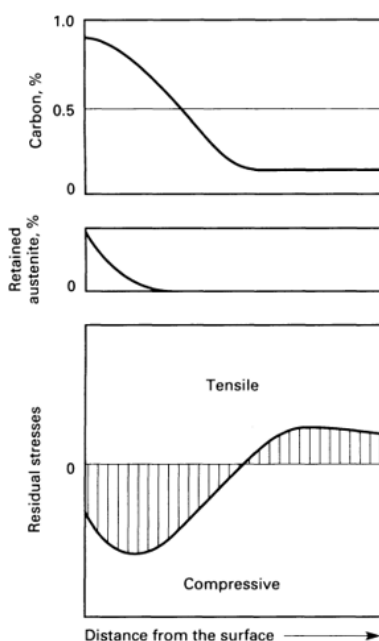 1.0
0.5
0
Carbon, %
0
Retained
austenite, %
Tensile
0
Residual stresses
Compressive
Distance from the surface